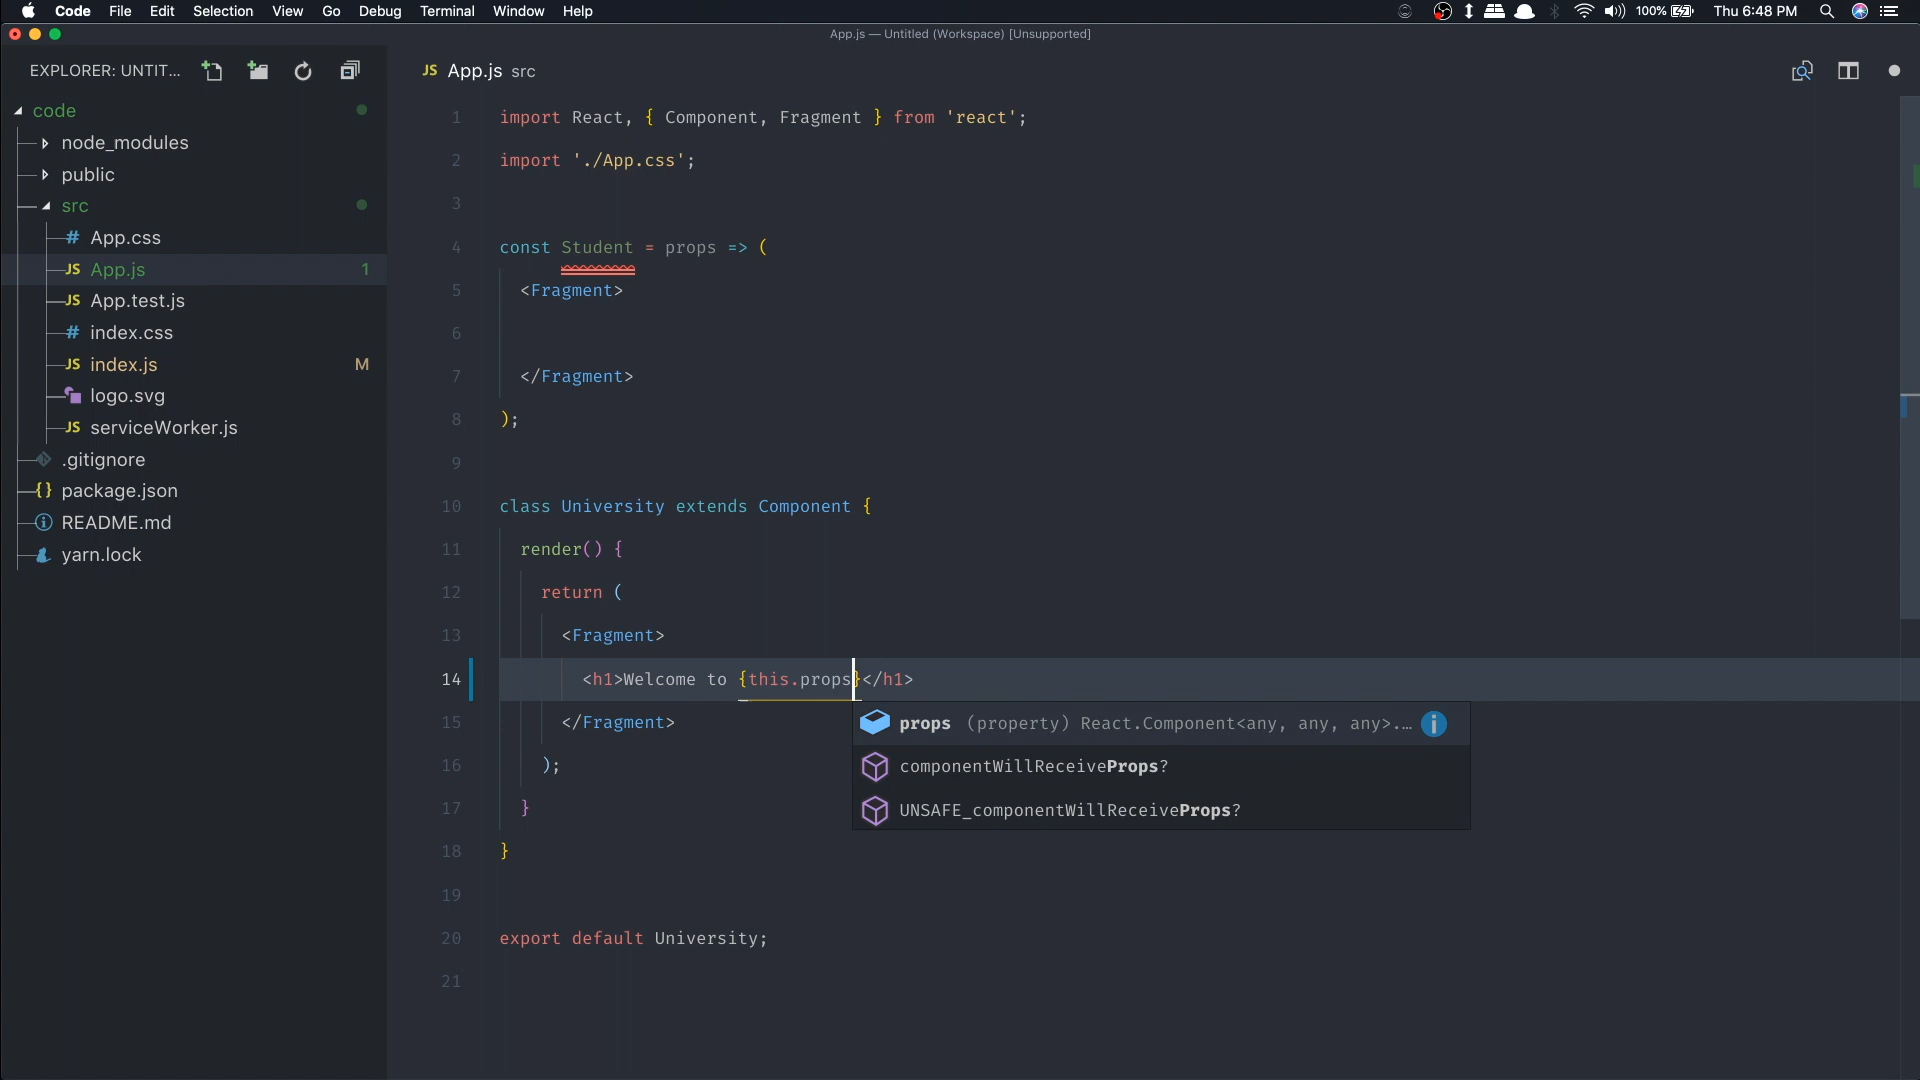 Code File Edit Selection View Go Debug Terminal Window Help 100% Thu 6:48 PM
App.js — Untitled (Workspace) [Unsupported]
EXPLORER: UNTIT...
code
node_modules
public
src
# App.css
JS App.js 1
JS App.test.js
# index.css
JS index.js M
logo.svg
JS serviceWorker.js
.gitignore
{} package.json
README.md
yarn.lock
JS App.js src
1 import React, { Component, Fragment } from 'react';
2 import './App.css';
3
4 const Student = props => (
5 <Fragment>
6
7 </Fragment>
8 );
9
10 class University extends Component {
11 render() {
12 return (
13 <Fragment>
14 <h1>Welcome to {this.props}</h1>
15 </Fragment>
16 );
17 }
18 }
19
20 export default University;
21
props (property) React.Component<any, any, any>.…
componentWillReceiveProps?
UNSAFE_componentWillReceiveProps?